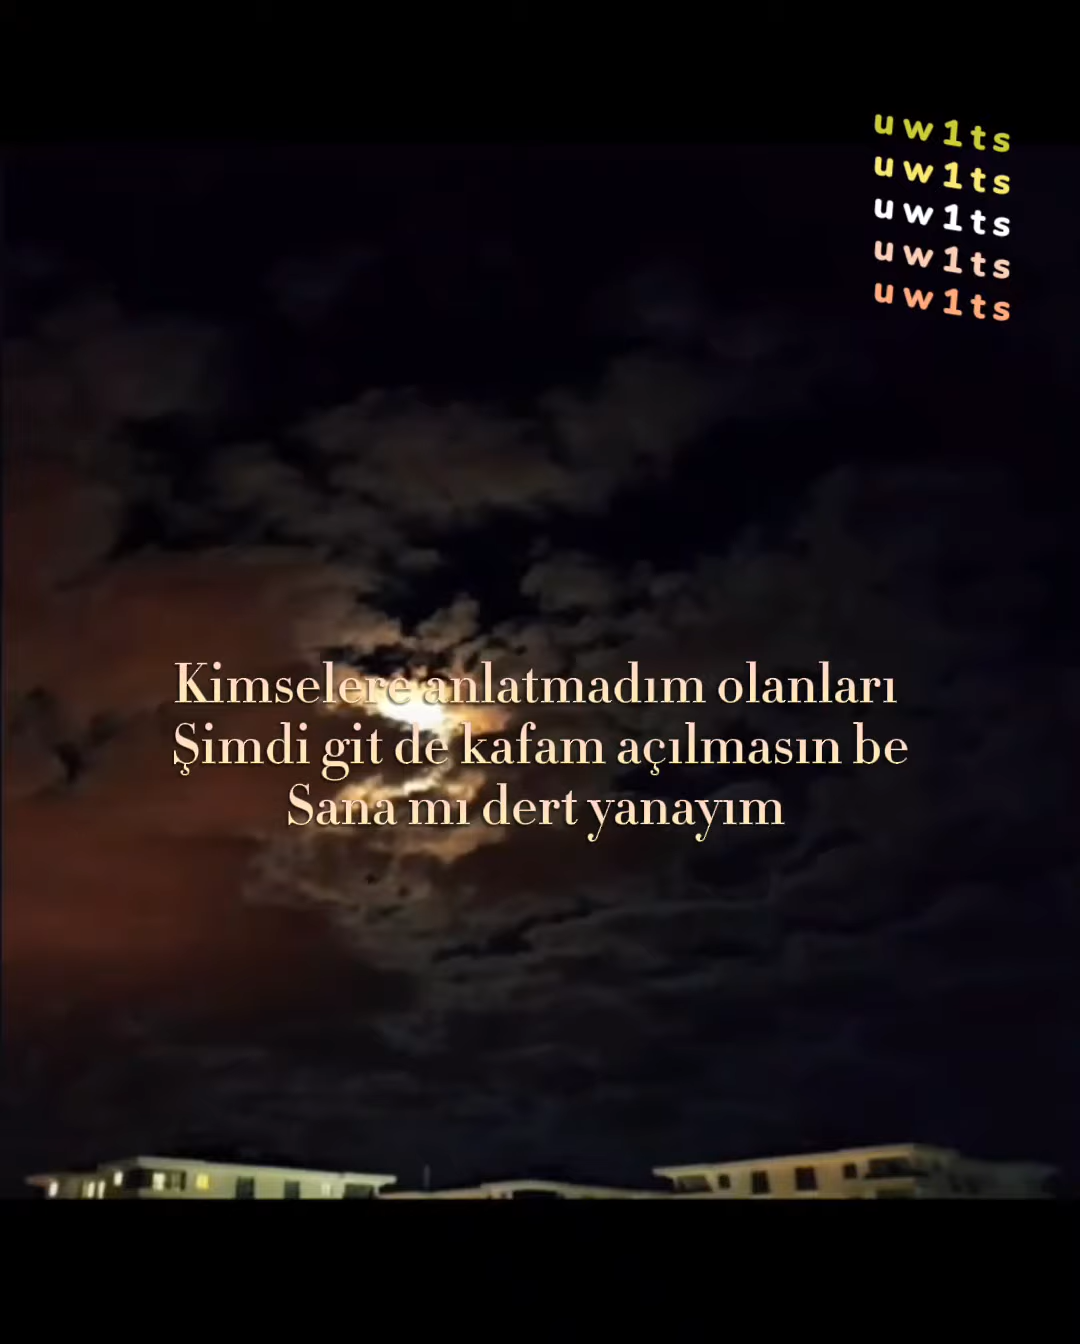 uw1ts
uw1ts
uw1ts
uw1ts
uw1ts
Kimselere anlatmadım olanları
Şimdi git de kafam açılmasın be
Sana mı dert yanayım